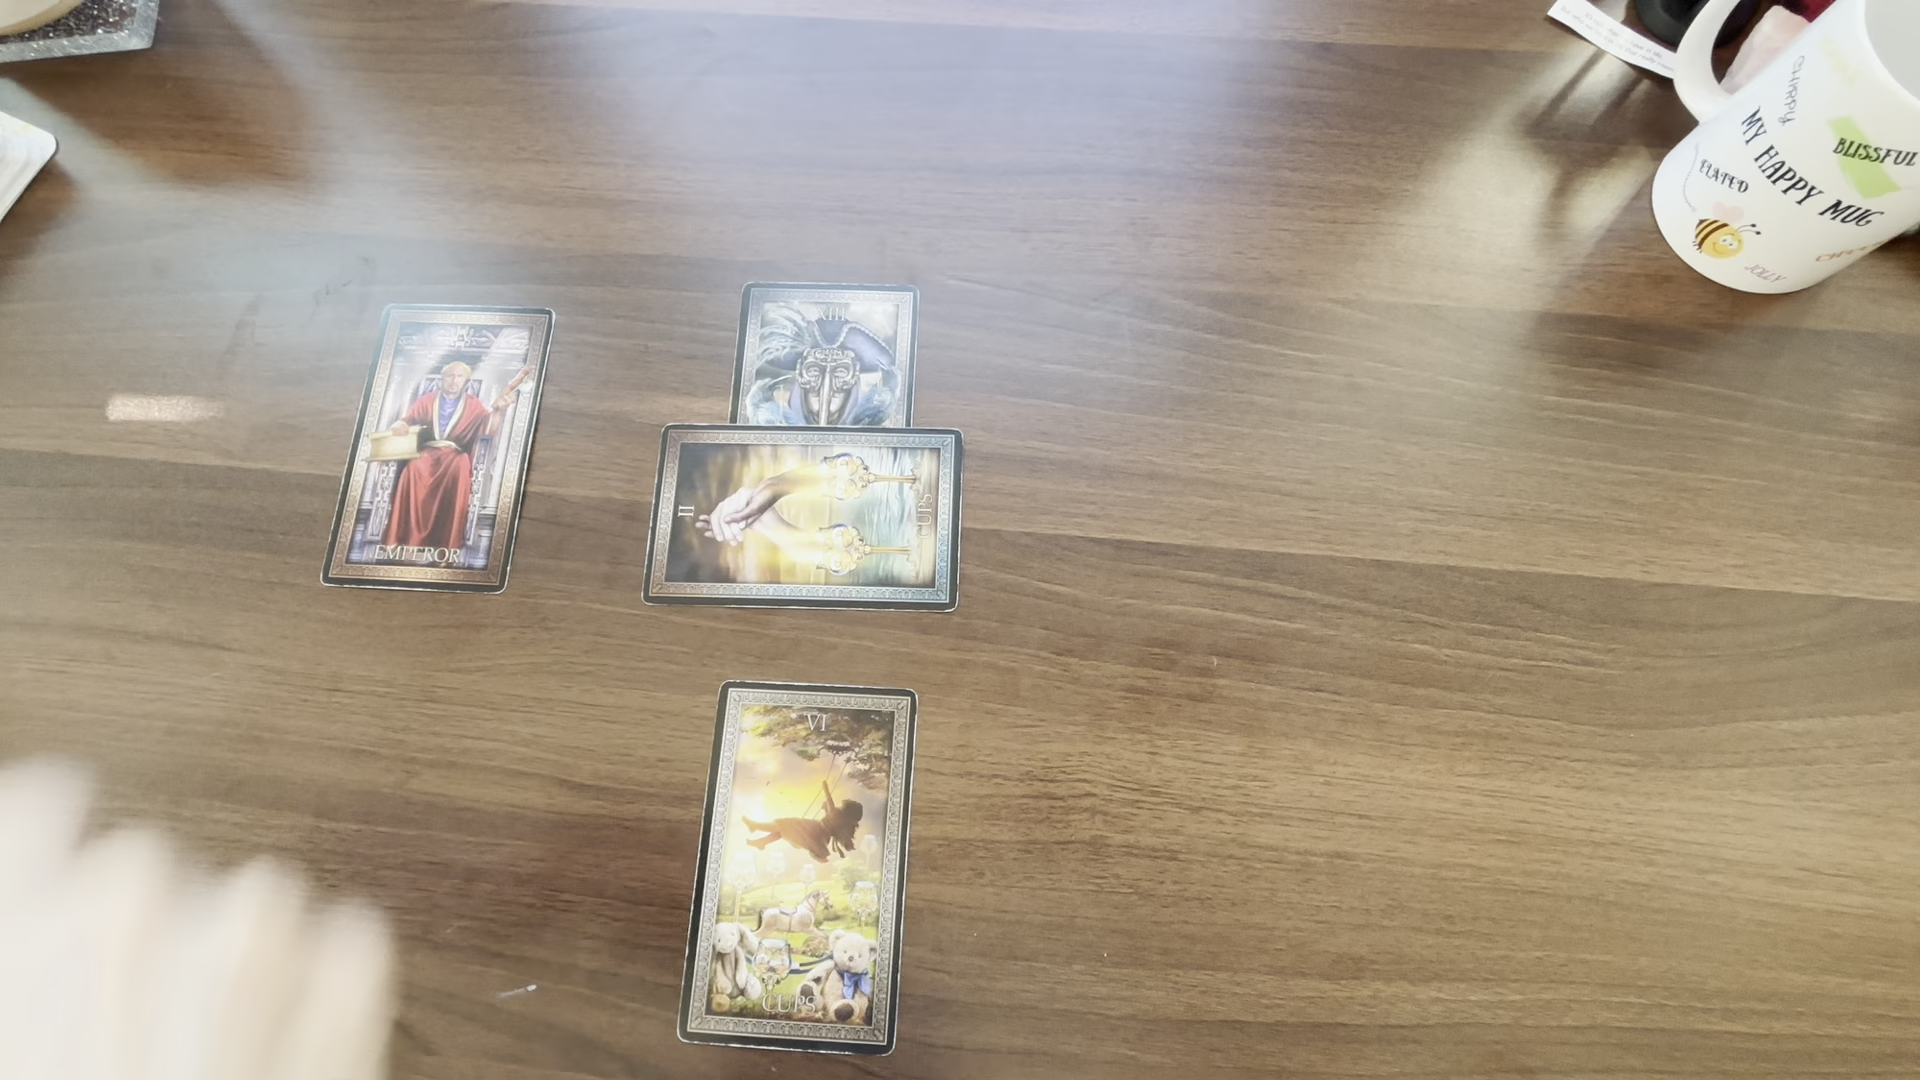 CHIRPY
MY HAPPY MUG
BLISSFUL
ELATED
JOLLY
XIII
EMPEROR
II
CUPS
VI
CUPS